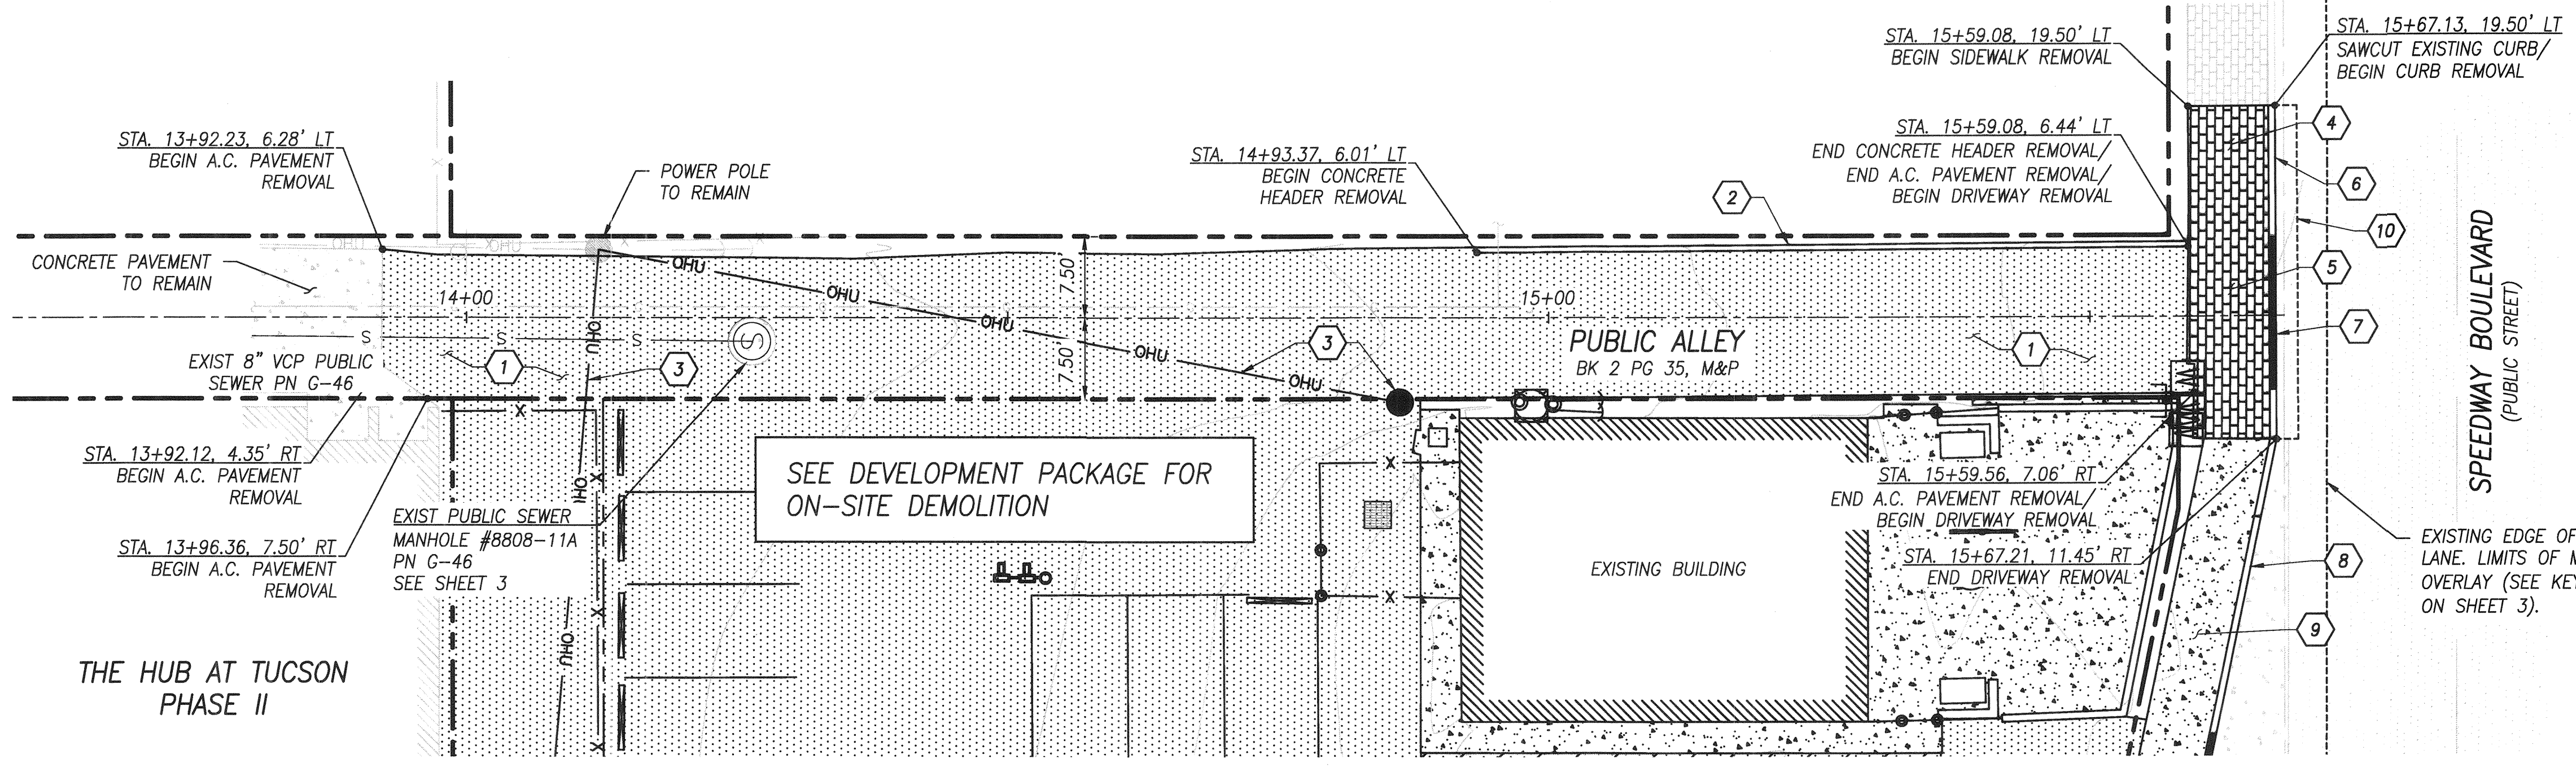 STA. 15+59.08, 19.50' LT
BEGIN SIDEWALK REMOVAL
STA. 15+67.13, 19.50' LT
SAWCUT EXISTING CURB/
BEGIN CURB REMOVAL
STA. 13+92.23, 6.28' LT
BEGIN A.C. PAVEMENT
REMOVAL
POWER POLE
TO REMAIN
STA. 14+93.37, 6.01' LT
BEGIN CONCRETE
HEADER REMOVAL
STA. 15+59.08, 6.44' LT
END CONCRETE HEADER REMOVAL/
END A.C. PAVEMENT REMOVAL/
BEGIN DRIVEWAY REMOVAL
2
4
6
10
5
7
CONCRETE PAVEMENT
TO REMAIN
OHU
OHU
OHU
OHU
OHU
OHU
OHU
OHU
14+00
15+00
7.50'
7.50'
S
S
S
S
EXIST 8" VCP PUBLIC
SEWER PN G-46
1
3
3
PUBLIC ALLEY
BK 2 PG 35, M&P
1
SPEEDWAY BOULEVARD
(PUBLIC STREET)
STA. 13+92.12, 4.35' RT
BEGIN A.C. PAVEMENT
REMOVAL
SEE DEVELOPMENT PACKAGE FOR
ON-SITE DEMOLITION
STA. 15+59.56, 7.06' RT
END A.C. PAVEMENT REMOVAL/
BEGIN DRIVEWAY REMOVAL
STA. 13+96.36, 7.50' RT
BEGIN A.C. PAVEMENT
REMOVAL
EXIST PUBLIC SEWER
MANHOLE #8808-11A
PN G-46
SEE SHEET 3
OHU
OHU
X
X
X
X
X
X
EXISTING BUILDING
STA. 15+67.21, 11.45' RT
END DRIVEWAY REMOVAL
EXISTING EDGE OF
LANE. LIMITS OF
OVERLAY (SEE
ON SHEET 3).
8
9
THE HUB AT TUCSON
PHASE II